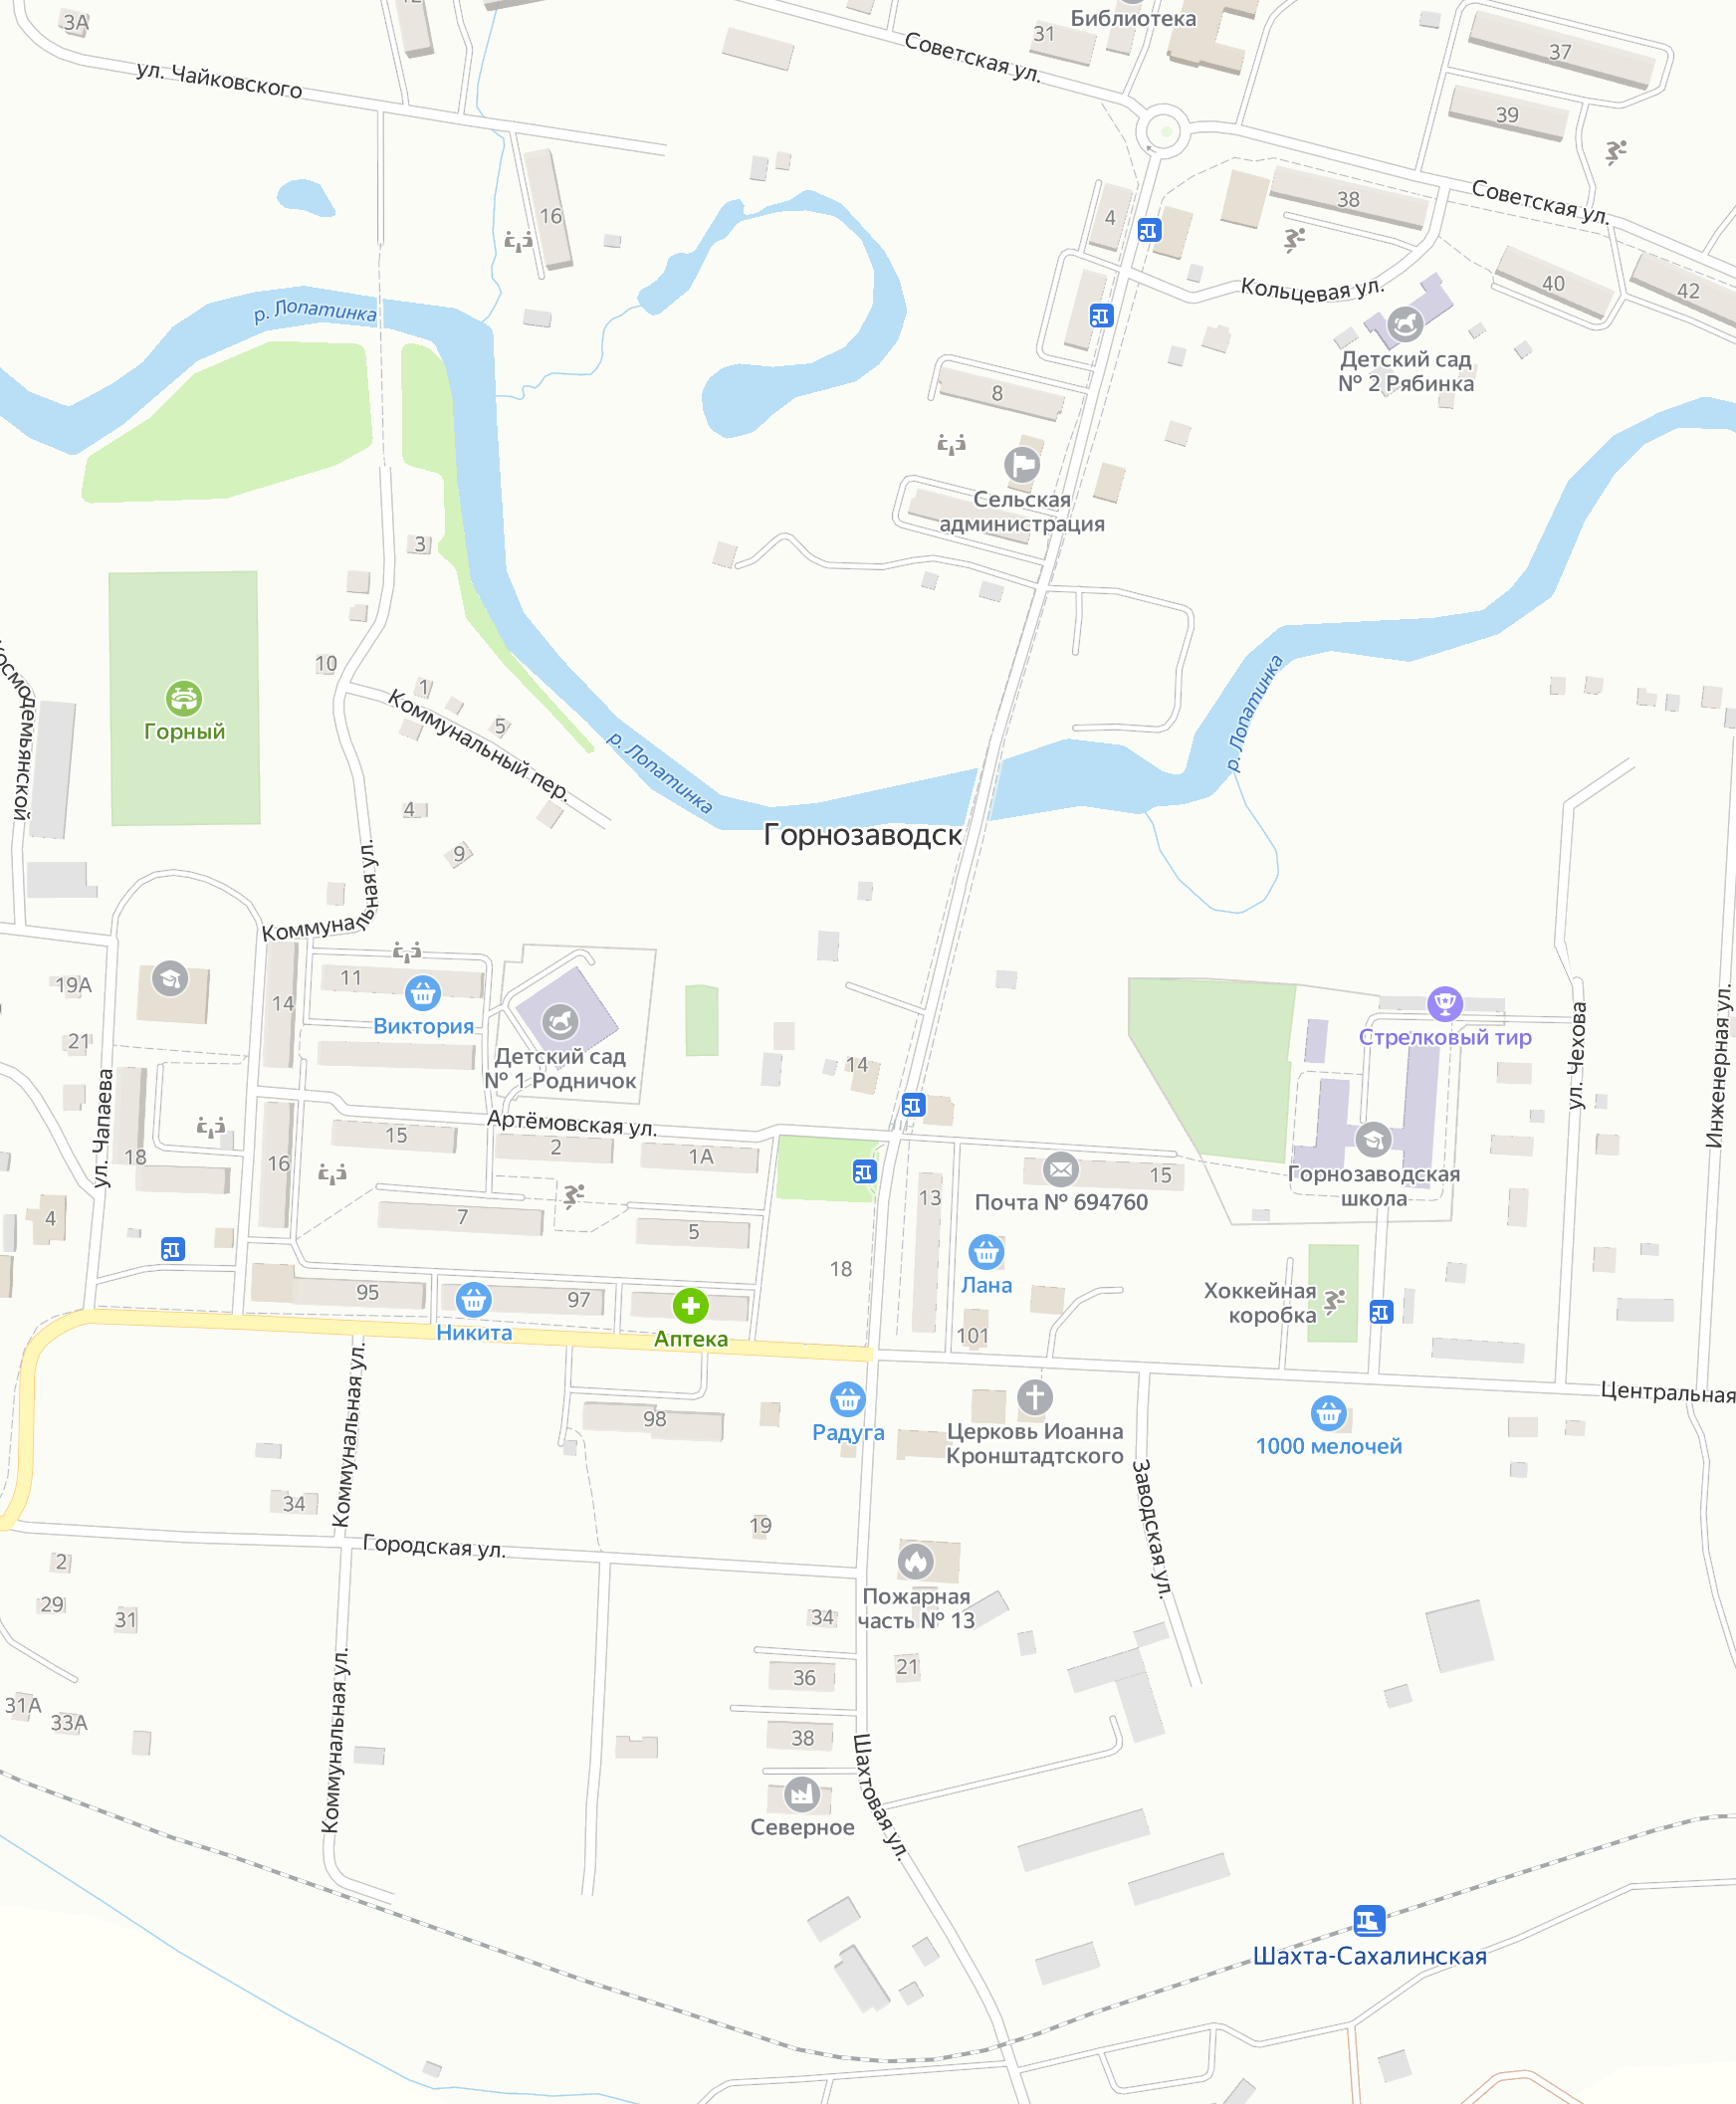 3А
Библиотека
31
37
ул. Чайковского
Советская ул.
39
16
4
38
Советская ул.
р. Лопатинка
Кольцевая ул.
40
42
Детский сад
№ 2 Рябинка
8
Сельская
администрация
3
10
1
5
Коммунальный пер.
Горный
р. Лопатинка
р. Лопатинка
4
9
Горнозаводск
Коммунальная ул.
11
14
19А
21
Виктория
Детский сад
№ 1 Родничок
14
Стрелковый тир
ул. Чехова
Инженерная ул.
ул. Чапаева
Артёмовская ул.
15
2
1А
18
16
15
Почта № 694760
Горнозаводская
школа
13
4
7
5
18
Лана
Хоккейная
коробка
95
97
Никита
Аптека
101
Центральная
Коммунальная ул.
98
Радуга
Церковь Иоанна
Кронштадтского
1000 мелочей
34
19
Заводская ул.
Городская ул.
2
29
31
Пожарная
часть № 13
34
36
21
31А
33А
38
Коммунальная ул.
Шахтовая ул.
Северное
Шахта-Сахалинская